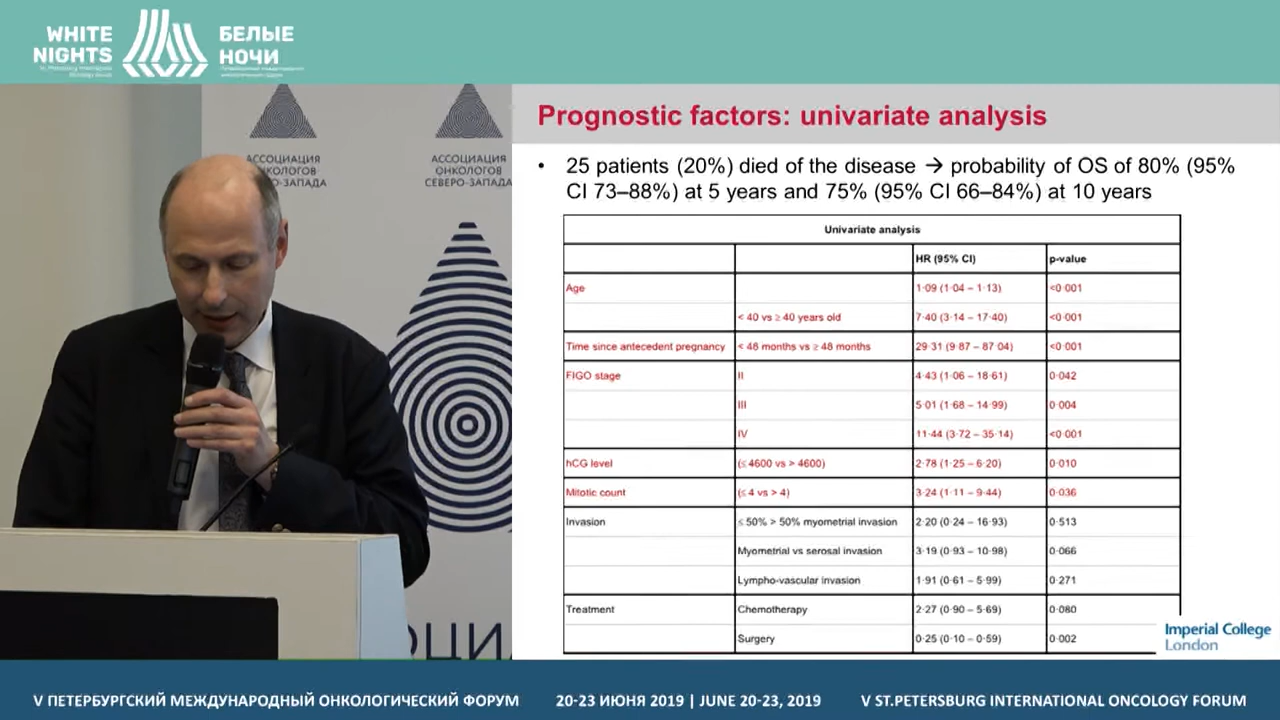 WHITE
NIGHTS
БЕЛЫЕ
НОЧИ
АССОЦИАЦИЯ
ОНКОЛОГОВ
О-ЗАПАДА
АССОЦИАЦИЯ
ОНКОЛОГОВ
СЕВЕРО-ЗАПАДА
ОЦИ
Prognostic factors: univariate analysis
• 25 patients (20%) died of the disease → probability of OS of 80% (95%
CI 73–88%) at 5 years and 75% (95% CI 66–84%) at 10 years
Univariate analysis
HR (95% CI) p-value
Age 1·09 (1·04 – 1·13) <0·001
< 40 vs ≥ 40 years old 7·40 (3·14 – 17·40) <0·001
Time since antecedent pregnancy < 48 months vs ≥ 48 months 29·31 (9·87 – 87·04) <0·001
FIGO stage II 4·43 (1·06 – 18·61) 0·042
III 5·01 (1·68 – 14·99) 0·004
IV 11·44 (3·72 – 35·14) <0·001
hCG level (≤ 4600 vs > 4600) 2·78 (1·25 – 6·20) 0·010
Mitotic count (≤ 4 vs > 4) 3·24 (1·11 – 9·44) 0·036
Invasion ≤ 50% > 50% myometrial invasion 2·20 (0·24 – 16·93) 0·513
Myometrial vs serosal invasion 3·19 (0·93 – 10·98) 0·066
Lympho-vascular invasion 1·91 (0·61 – 5·99) 0·271
Treatment Chemotherapy 2·27 (0·90 – 5·69) 0·080
Surgery 0·25 (0·10 – 0·59) 0·002
Imperial College
London
V ПЕТЕРБУРГСКИЙ МЕЖДУНАРОДНЫЙ ОНКОЛОГИЧЕСКИЙ ФОРУМ 20-23 ИЮНЯ 2019 | JUNE 20-23, 2019 V ST.PETERSBURG INTERNATIONAL ONCOLOGY FORUM